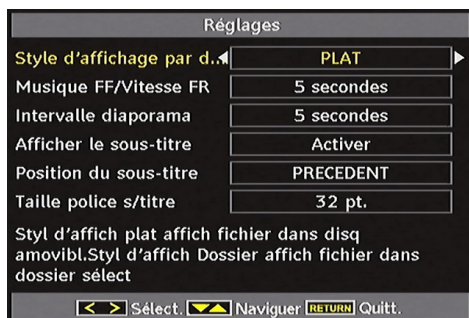 Réglages
Style d'affichage par d.. PLAT
Musique FF/Vitesse FR 5 secondes
Intervalle diaporama 5 secondes
Afficher le sous-titre Activer
Position du sous-titre PRECEDENT
Taille police s/titre 32 pt.
Styl d'affich plat affich fichier dans disq
amovibl.Styl d'affich Dossier affich fichier dans
dossier sélect
< > Sélect. ▼▲ Naviguer RETURN Quitt.